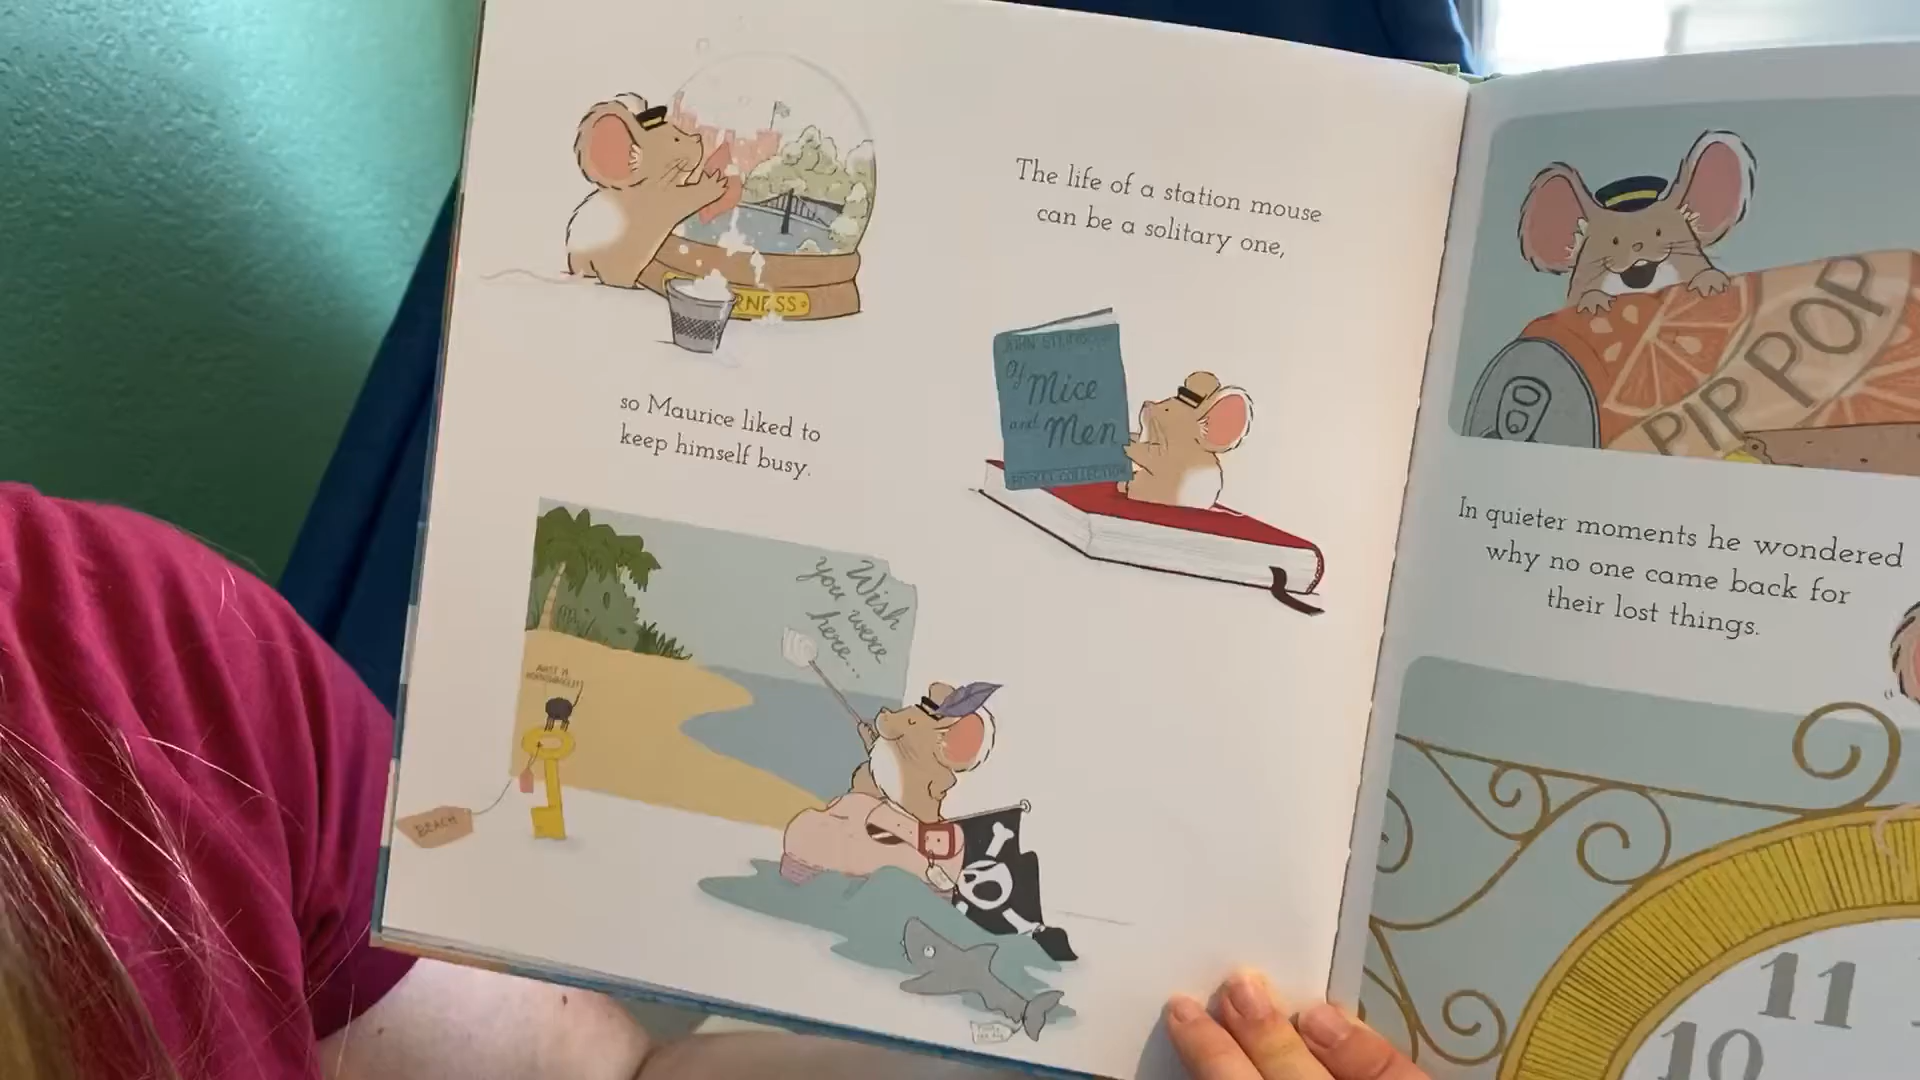 The life of a station mouse
can be a solitary one,
RNESS
so Maurice liked to
keep himself busy.
Of
Mice
and Men
Wish
you were
here...
BEACH
PIP POP
In quieter moments he wondered
why no one came back for
their lost things.
11
10